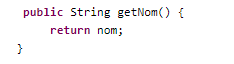 public String getNom() {
return nom;
}